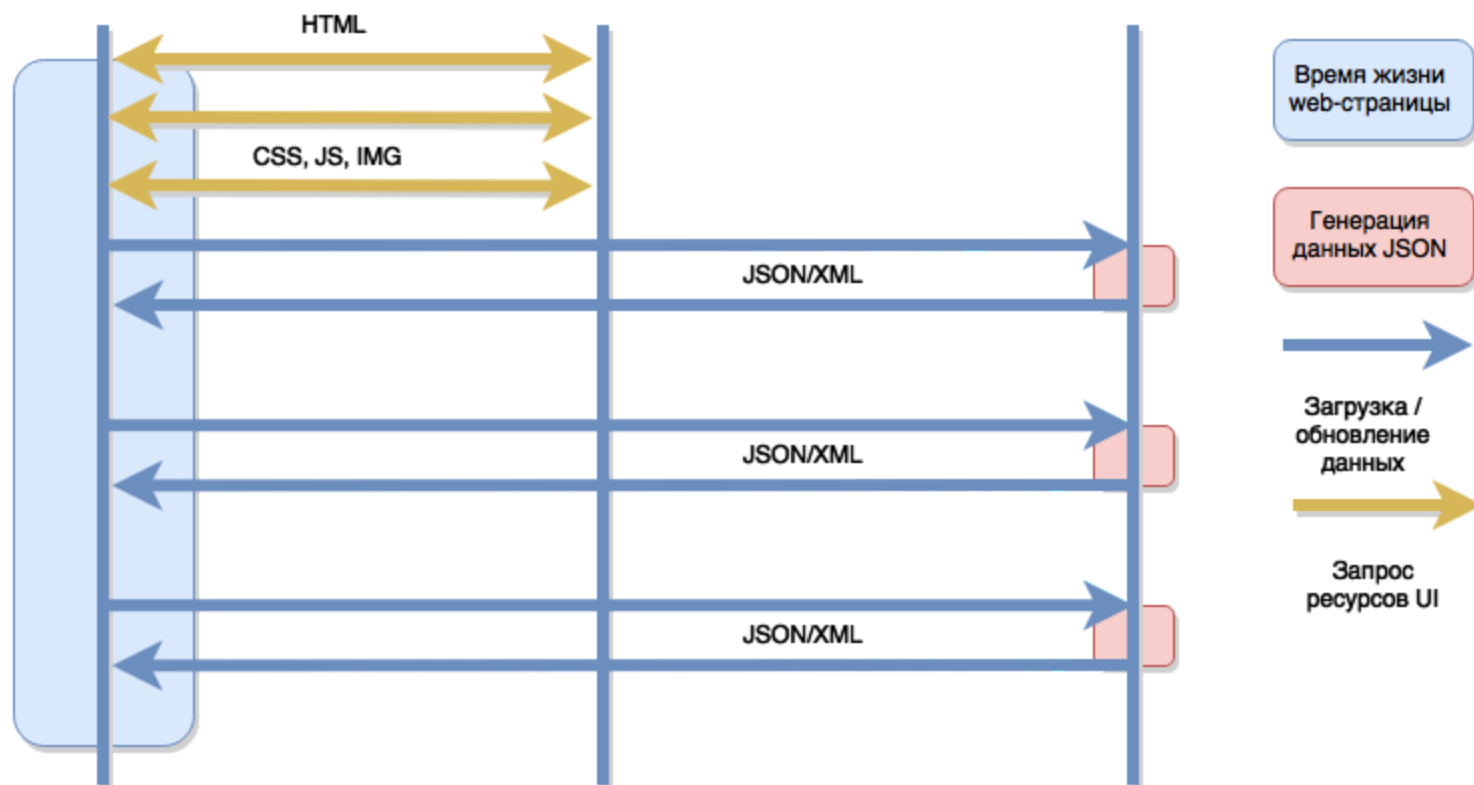 HTML
CSS, JS, IMG
JSON/XML
JSON/XML
JSON/XML
Время жизни
web-страницы
Генерация
данных JSON
Загрузка /
обновление
данных
Запрос
ресурсов UI